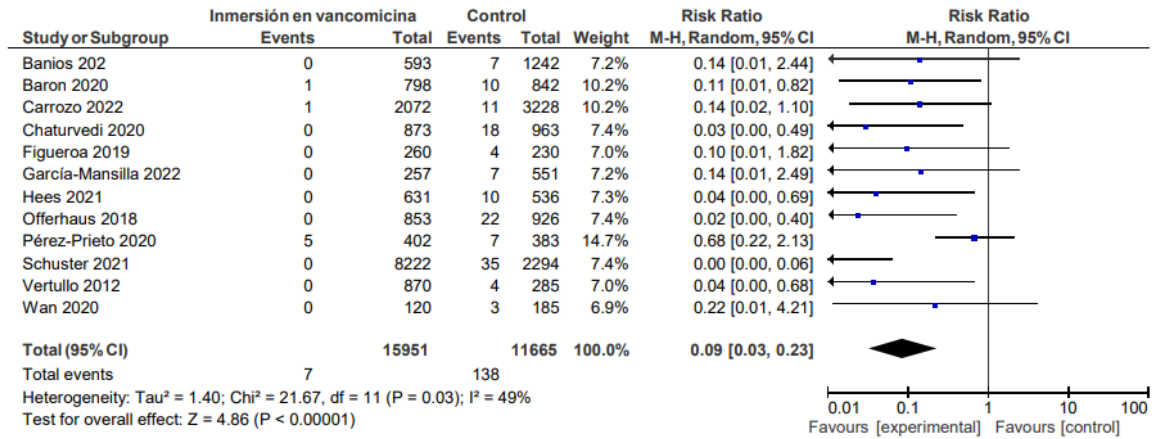 Inmersión en vancomicina Control Risk Ratio Risk Ratio
Study or Subgroup Events Total Events Total Weight M-H, Random, 95% CI M-H, Random, 95% CI
Banios 202 0 593 7 1242 7.2% 0.14 [0.01, 2.44]
Baron 2020 1 798 10 842 10.2% 0.11 [0.01, 0.82]
Carrozo 2022 1 2072 11 3228 10.2% 0.14 [0.02, 1.10]
Chaturvedi 2020 0 873 18 963 7.4% 0.03 [0.00, 0.49]
Figueroa 2019 0 260 4 230 7.0% 0.10 [0.01, 1.82]
García-Mansilla 2022 0 257 7 551 7.1% 0.14 [0.01, 2.49]
Hees 2021 0 631 10 536 7.3% 0.04 [0.00, 0.69]
Offerhaus 2018 0 853 22 926 7.4% 0.02 [0.00, 0.40]
Pérez-Prieto 2020 5 402 7 383 14.7% 0.68 [0.22, 2.13]
Schuster 2021 0 8222 35 2294 7.4% 0.00 [0.00, 0.06]
Vertullo 2012 0 870 4 285 7.0% 0.04 [0.00, 0.68]
Wan 2020 0 120 3 185 6.9% 0.22 [0.01, 4.21]
Total (95% CI) 15951 11665 100.0% 0.09 [0.03, 0.23]
Total events 7 138
Heterogeneity: Tau² = 1.40; Chi² = 21.67, df = 11 (P = 0.03); I² = 49%
Test for overall effect: Z = 4.86 (P < 0.00001)
0.01 0.1 1 10 100
Favours [experimental] Favours [control]